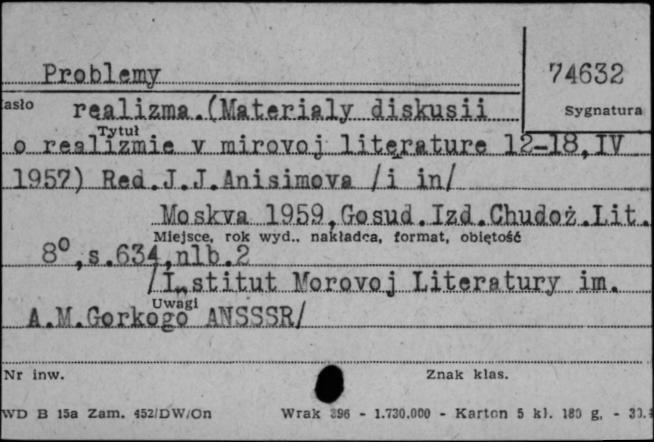 Problemy
74632
asło
realizma.(Materialy diskusii
Sygnatura
Tytuł
o realizmie v mirovoj literature 12-18,IV
1957) Red.J.J.Anisimova /i in/
Moskva 1959,Gosud.Izd.Chudoż.Lit.
Miejsce, rok wyd., nakładca, format, objętość
8°,s.634,nlb.2
/Institut Morovoj Literatury im.
Uwagi
A.M.Gorkogo ANSSSR/
Nr inw.
Znak klas.
WD B 15a Zam. 452/DW/On
Wrak 396 - 1.730.000 - Karton 5 kl. 180 g. - 30.